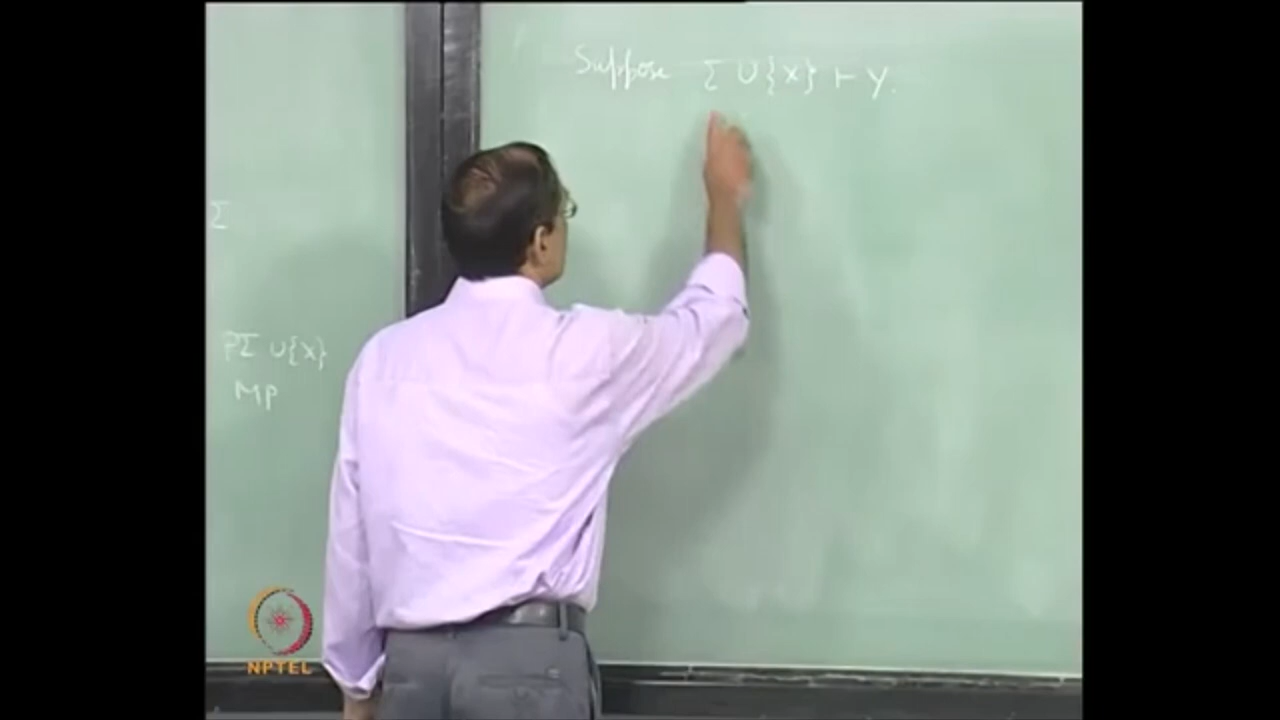 Σ
PΣ ∪{X}
MP
Suppose Σ ∪{X} ⊢ Y.
NPTEL